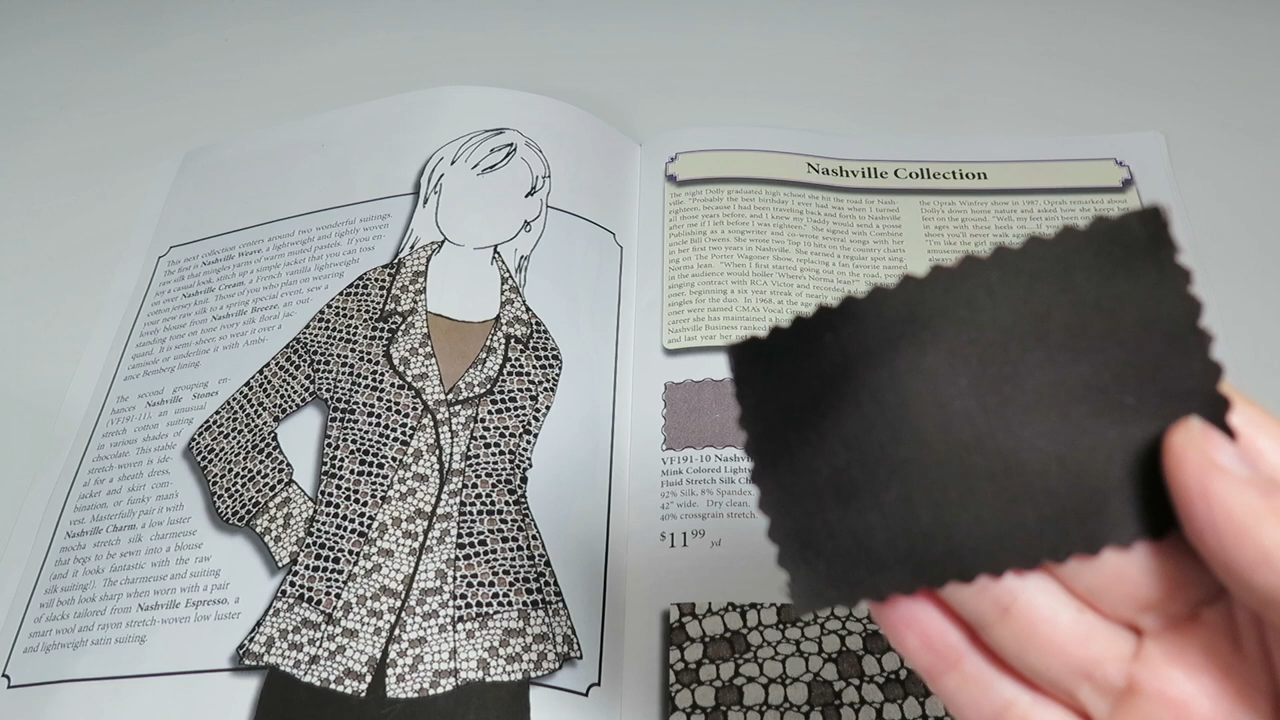 This next collection centers around two wonderful suitings.
The first is Nashville Weave, a lightweight and tightly woven
raw silk that mingles yarns of warm muted pastels. If you en-
joy a casual look, stitch up a simple jacket that you can toss
on over Nashville Cream, a French vanilla lightweight
cotton jersey knit. Those of you who plan on wearing
your new raw silk to a spring special event, sew a
lovely blouse from Nashville Breeze, an out-
standing tone on tone ivory silk floral jac-
quard. It is semi-sheer, so wear it over a
camisole or underline it with Ambi-
ance Bemberg lining.
The second grouping en-
hances Nashville Stones
(VF191-11), an unusual
stretch cotton suiting
in various shades of
chocolate. This stable
stretch-woven is ide-
al for a sheath dress,
jacket and skirt com-
bination, or funky man's
vest. Masterfully pair it with
Nashville Charm, a low luster
mocha stretch silk charmeuse
that begs to be sewn into a blouse
(and it looks fantastic with the raw
silk suiting!). The charmeuse and suiting
will both look sharp when worn with a pair
of slacks tailored from Nashville Espresso, a
smart wool and rayon stretch-woven low luster
and lightweight satin suiting.
Nashville Collection
The night Dolly graduated high school she hit the road for Nash-
ville. "Probably the best birthday I ever had was when I turned
eighteen, because I had been traveling back and forth to Nashville
all those years before, and I knew my Daddy would send a posse
after me if I left before I was eighteen." She signed with Combine
Publishing as a songwriter and co-wrote several songs with her
uncle Bill Owens. She wrote two Top 10 hits on the country charts
in her first two years in Nashville. She earned a regular spot sing-
ing on The Porter Wagoner Show, replacing a fan favorite named
Norma Jean. "When I first started going out on the road, people
in the audience would holler 'Where's Norma Jean?'" She
singing contract with RCA Victor and recorded a
oner, beginning a six year streak of nearly
singles for the duo. In 1968, at the age
oner were named CMA's Vocal Group
career she has maintained a
Nashville Business ranked
and last year her
the Oprah Winfrey show in 1987. Oprah remarked about
Dolly's down home nature and asked how she keeps her
feet on the ground. "Well, my feet ain't been on
in ages with these heels on....If you
shoes you'll never walk again
"I'm like the girl next
amusement park
always
VF191-10
Mink Colored
Fluid Stretch Silk
92% Silk, 8% Spandex.
42" wide. Dry clean.
40% crossgrain stretch.
$11.99 yd